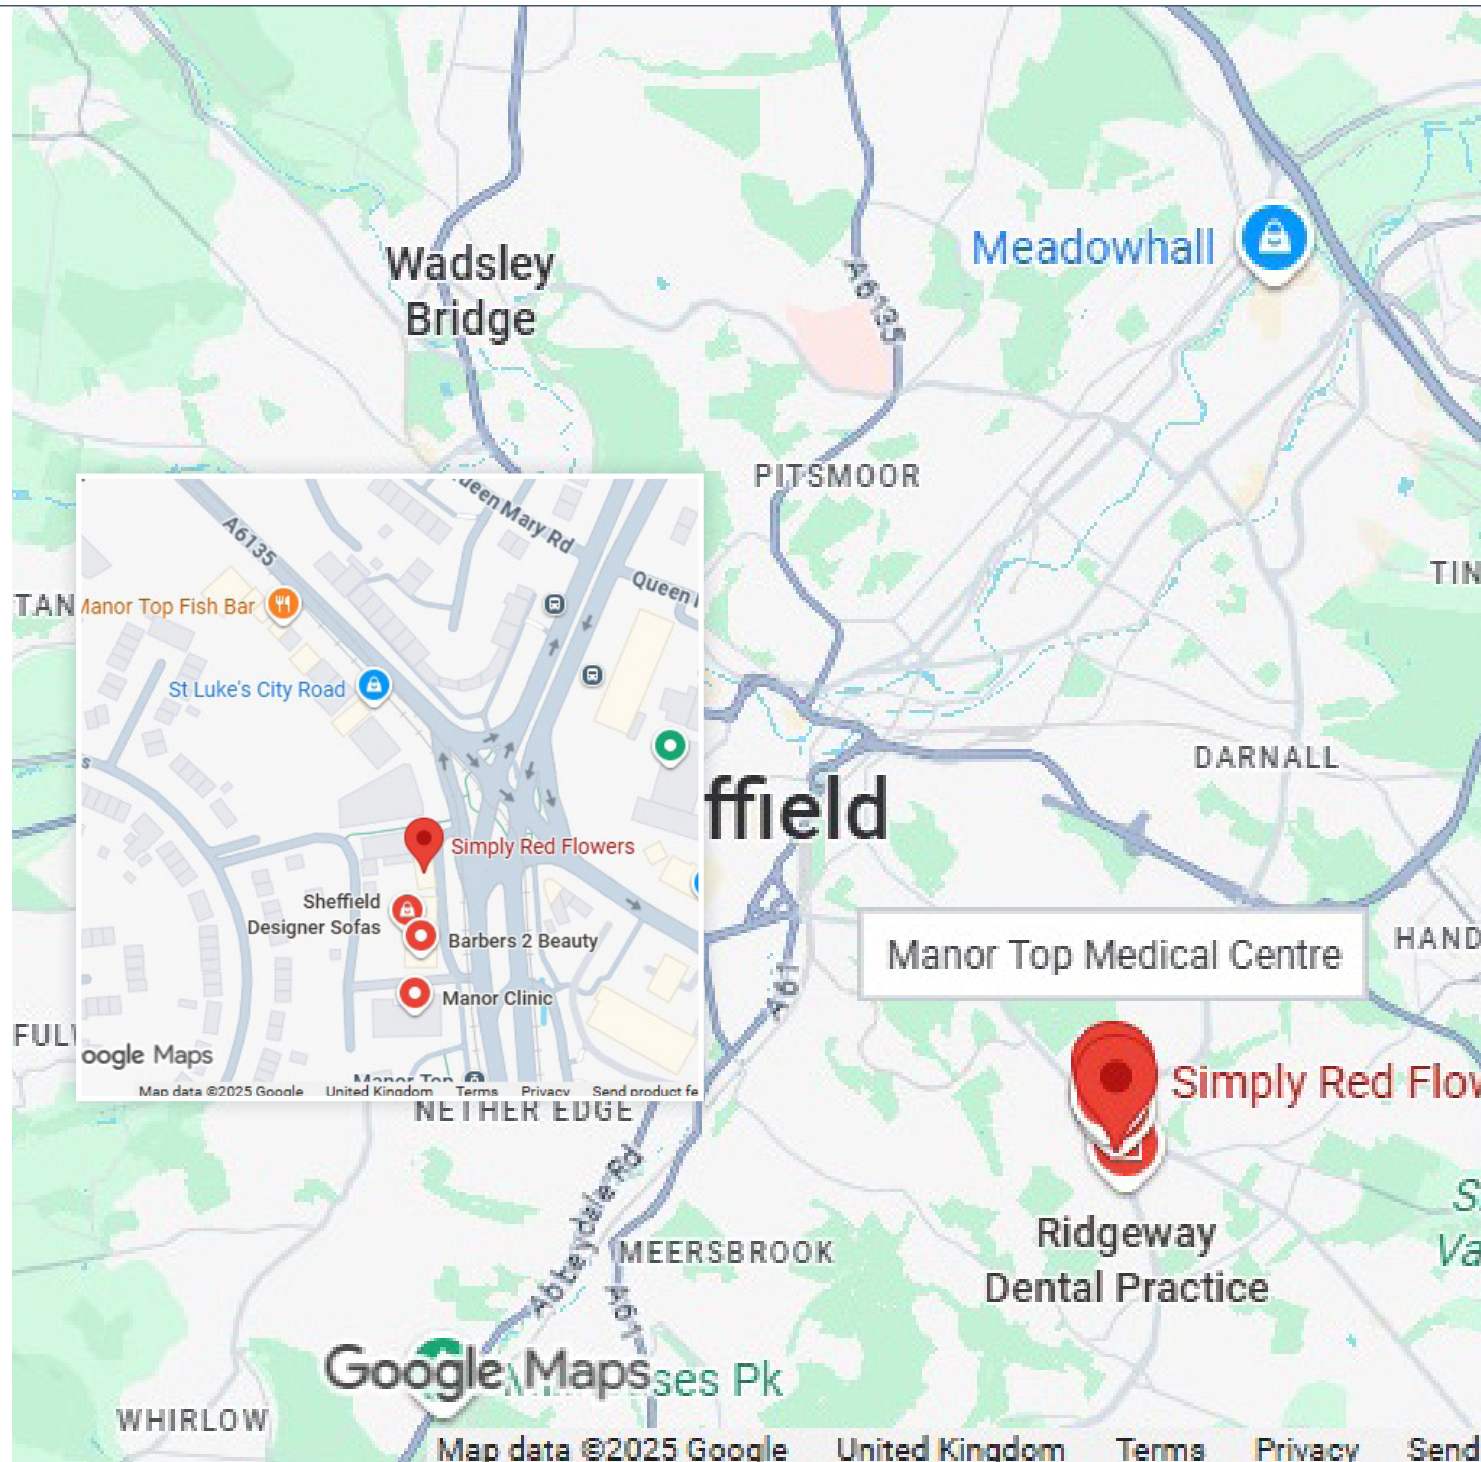 Meadowhall
Wadsley
Bridge
A6135
PITSMOOR
TIN
TAN
DARNALL
ffield
HAND
Manor Top Medical Centre
A61
FUL
Simply Red Flow
NETHER EDGE
Abbeydale Rd
MEERSBROOK
A61
Ridgeway
Dental Practice
S
Va
Google Maps
ses Pk
WHIRLOW
Map data ©2025 Google United Kingdom Terms Privacy Send
ueen Mary Rd
A6135
Queen
Manor Top Fish Bar
St Luke's City Road
s
Simply Red Flowers
Sheffield
Designer Sofas
Barbers 2 Beauty
Manor Clinic
oogle Maps
Manor Top
Map data ©2025 Google United Kingdom Terms Privacy Send product fe